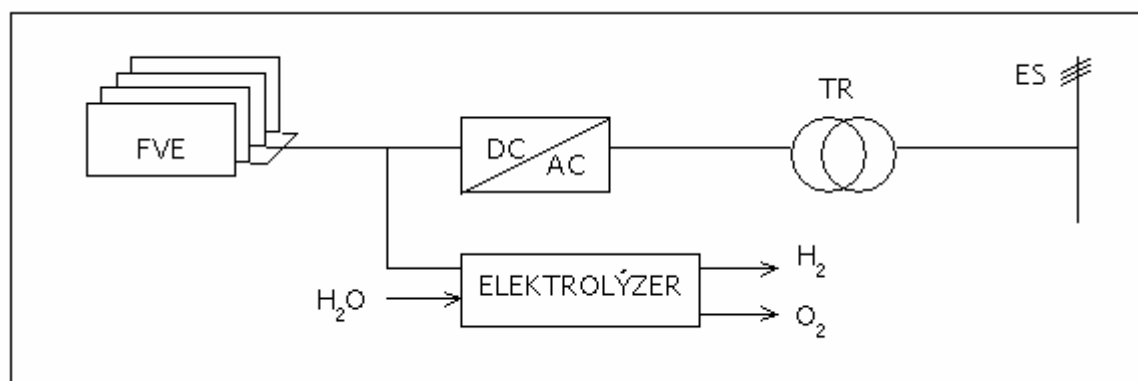 ES
TR
FVE
DC
AC
H₂
ELEKTROLÝZER
H₂O
O₂